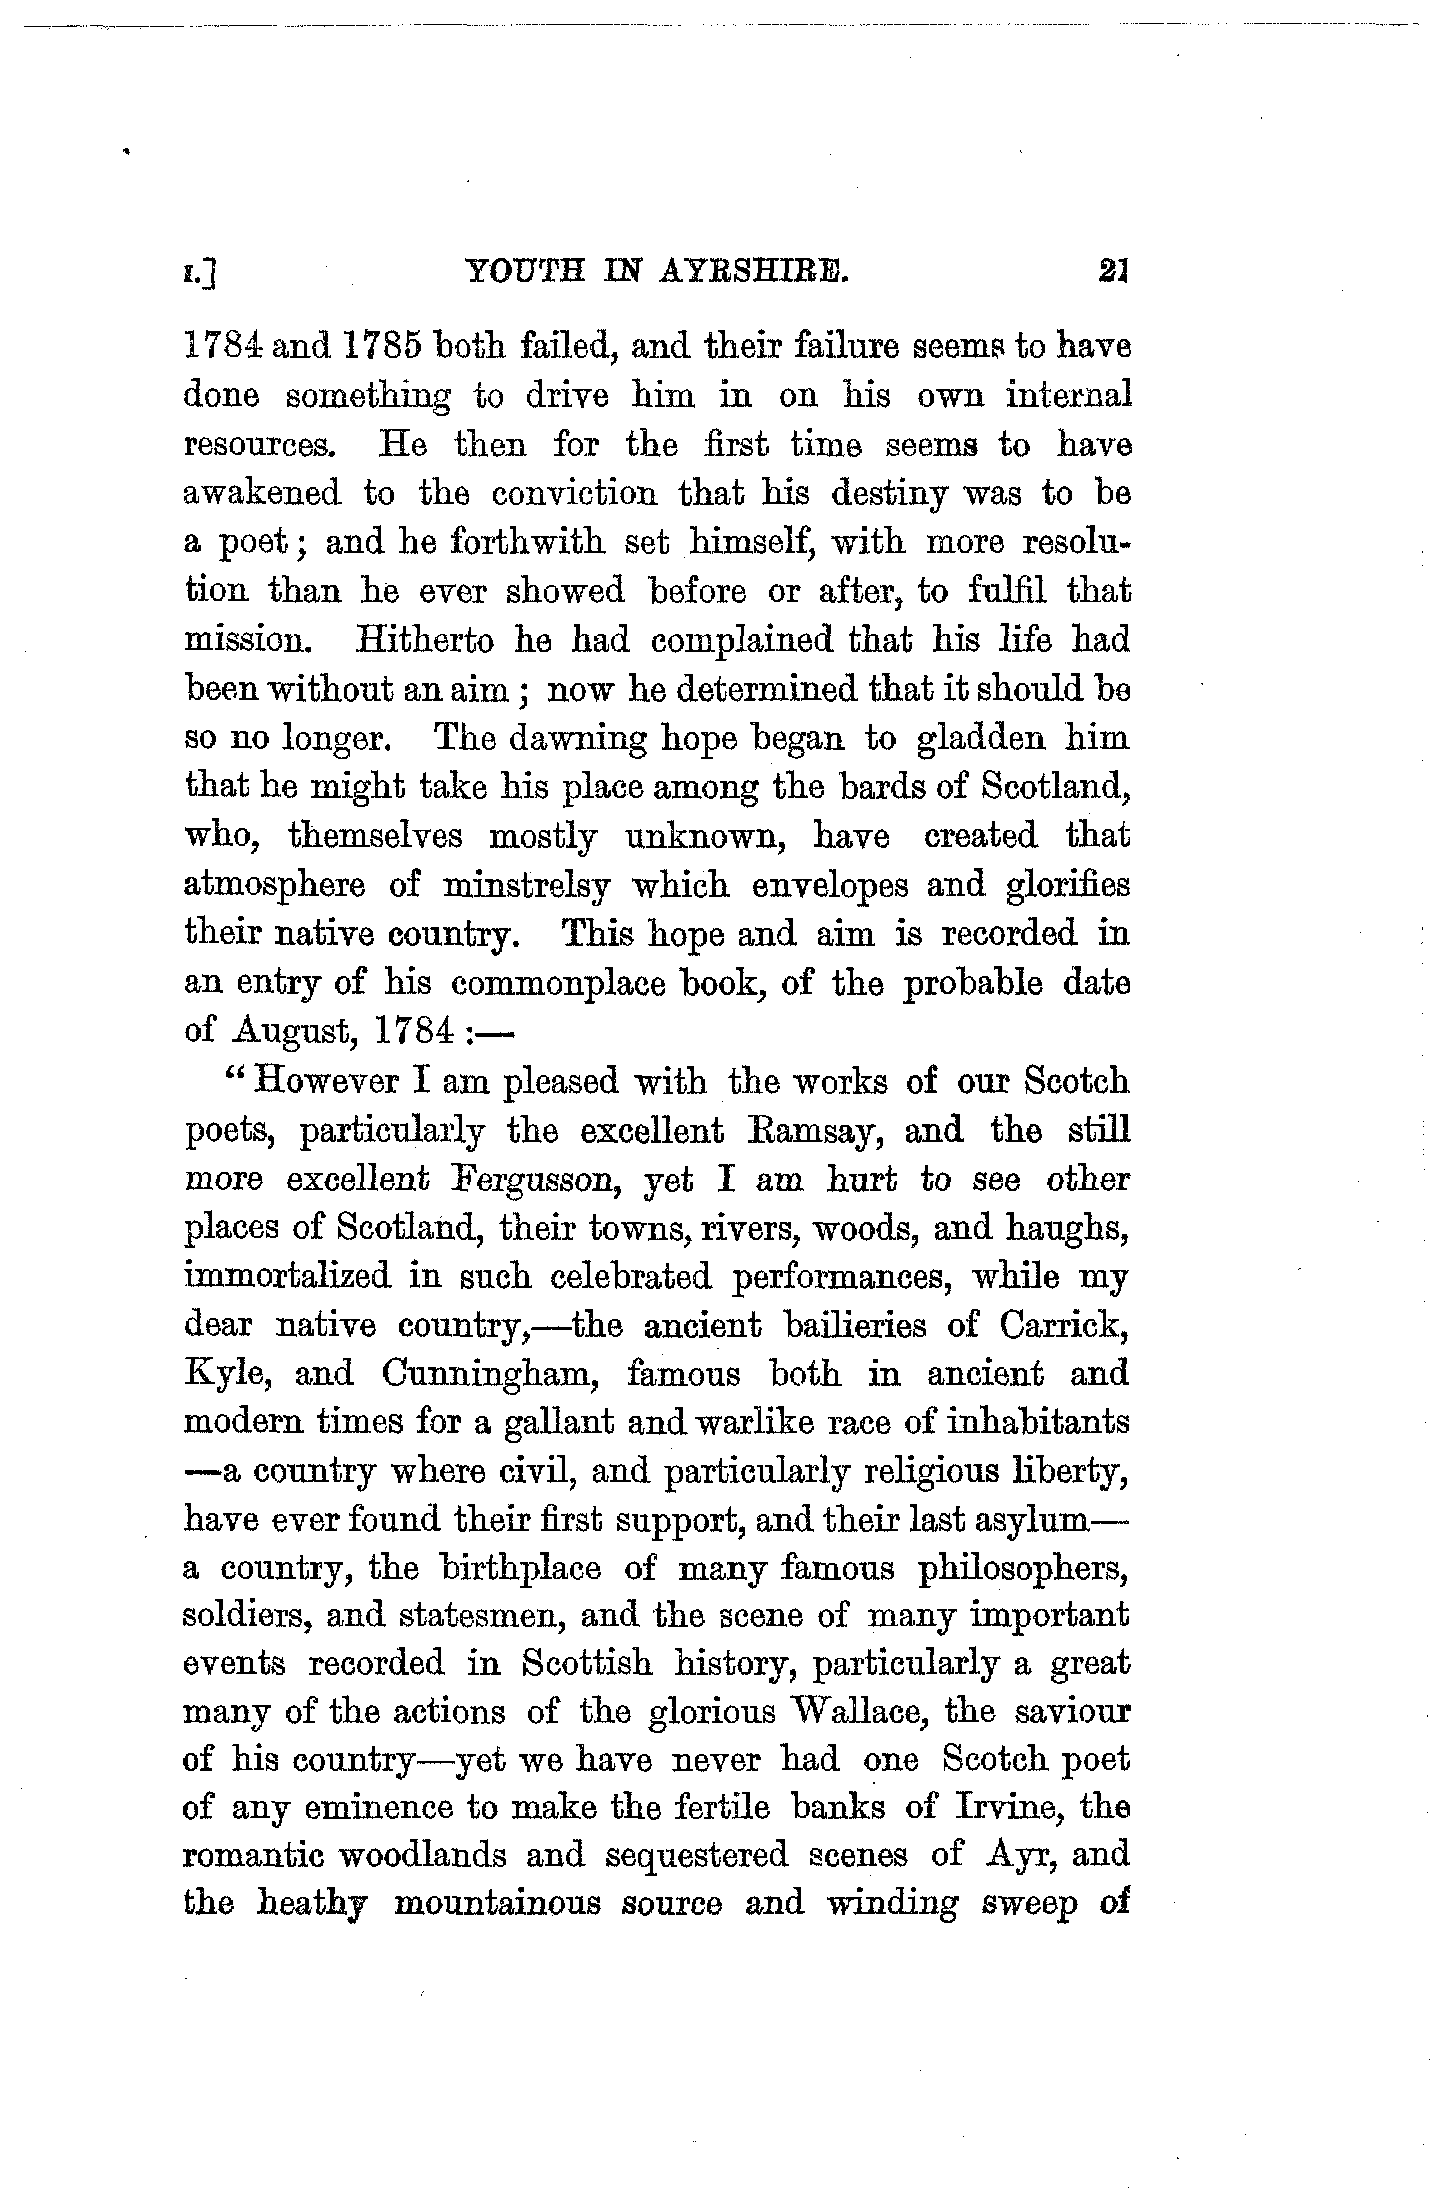 I.] YOUTH IN AYRSHIRE. 21
1784 and 1785 both failed, and their failure seems to have
done something to drive him in on his own internal
resources. He then for the first time seems to have
awakened to the conviction that his destiny was to be
a poet; and he forthwith set himself, with more resolu-
tion than he ever showed before or after, to fulfil that
mission. Hitherto he had complained that his life had
been without an aim; now he determined that it should be
so no longer. The dawning hope began to gladden him
that he might take his place among the bards of Scotland,
who, themselves mostly unknown, have created that
atmosphere of minstrelsy which envelopes and glorifies
their native country. This hope and aim is recorded in
an entry of his commonplace book, of the probable date
of August, 1784:—
"However I am pleased with the works of our Scotch
poets, particularly the excellent Ramsay, and the still
more excellent Fergusson, yet I am hurt to see other
places of Scotland, their towns, rivers, woods, and haughs,
immortalized in such celebrated performances, while my
dear native country,—the ancient bailieries of Carrick,
Kyle, and Cunningham, famous both in ancient and
modern times for a gallant and warlike race of inhabitants
—a country where civil, and particularly religious liberty,
have ever found their first support, and their last asylum—
a country, the birthplace of many famous philosophers,
soldiers, and statesmen, and the scene of many important
events recorded in Scottish history, particularly a great
many of the actions of the glorious Wallace, the saviour
of his country—yet we have never had one Scotch poet
of any eminence to make the fertile banks of Irvine, the
romantic woodlands and sequestered scenes of Ayr, and
the heathy mountainous source and winding sweep of